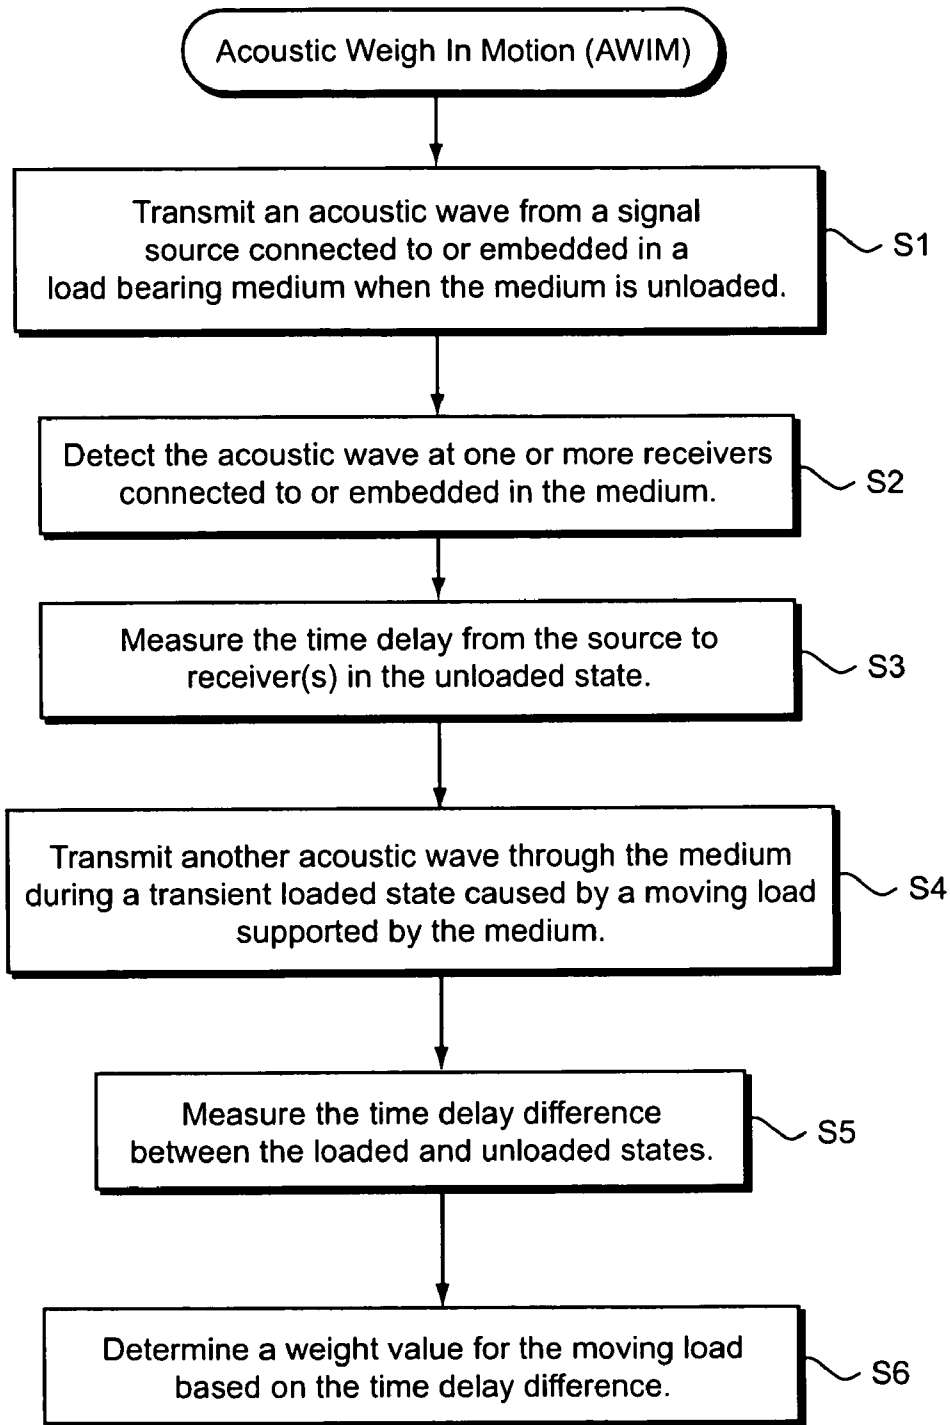 Acoustic Weigh In Motion (AWIM)
Transmit an acoustic wave from a signal
source connected to or embedded in a
load bearing medium when the medium is unloaded.
S1
Detect the acoustic wave at one or more receivers
connected to or embedded in the medium.
S2
Measure the time delay from the source to
receiver(s) in the unloaded state.
S3
Transmit another acoustic wave through the medium
during a transient loaded state caused by a moving load
supported by the medium.
S4
Measure the time delay difference
between the loaded and unloaded states.
S5
Determine a weight value for the moving load
based on the time delay difference.
S6